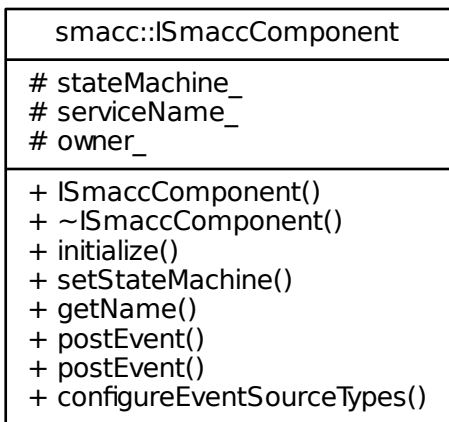 smacc::ISmaccComponent
# stateMachine_
# serviceName_
# owner_
+ ISmaccComponent()
+ ~ISmaccComponent()
+ initialize()
+ setStateMachine()
+ getName()
+ postEvent()
+ postEvent()
+ configureEventSourceTypes()